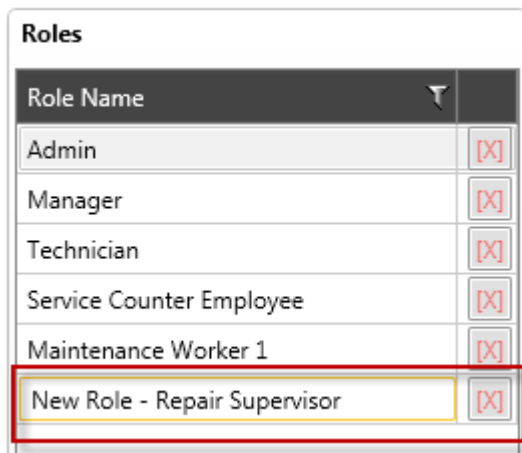 Roles
Role Name
Admin [X]
Manager [X]
Technician [X]
Service Counter Employee [X]
Maintenance Worker 1 [X]
New Role - Repair Supervisor [X]